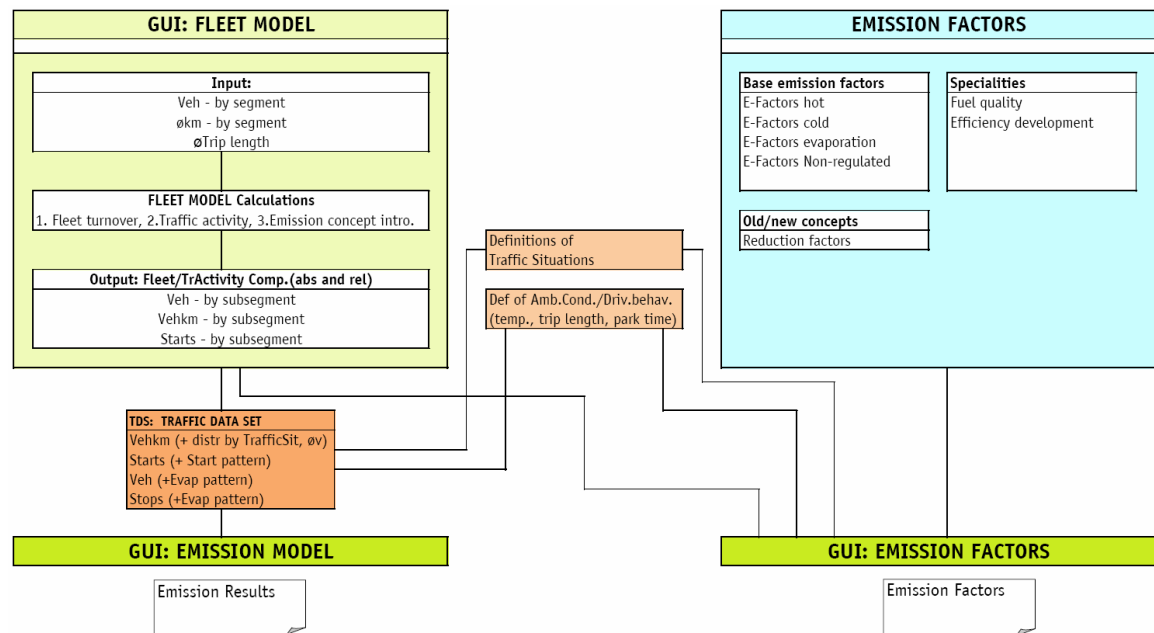 GUI: FLEET MODEL
Input:
Veh - by segment
økm - by segment
øTrip length
FLEET MODEL Calculations
1. Fleet turnover, 2.Traffic activity, 3.Emission concept intro.
Output: Fleet/TrActivity Comp.(abs and rel)
Veh - by subsegment
Vehkm - by subsegment
Starts - by subsegment
TDS: TRAFFIC DATA SET
Vehkm (+ distr by TrafficSit, øv)
Starts (+ Start pattern)
Veh (+Evap pattern)
Stops (+Evap pattern)
GUI: EMISSION MODEL
Emission Results
Definitions of
Traffic Situations
Def of Amb.Cond./Driv.behav.
(temp., trip length, park time)
EMISSION FACTORS
Base emission factors
E-Factors hot
E-Factors cold
E-Factors evaporation
E-Factors Non-regulated
Specialities
Fuel quality
Efficiency development
Old/new concepts
Reduction factors
GUI: EMISSION FACTORS
Emission Factors